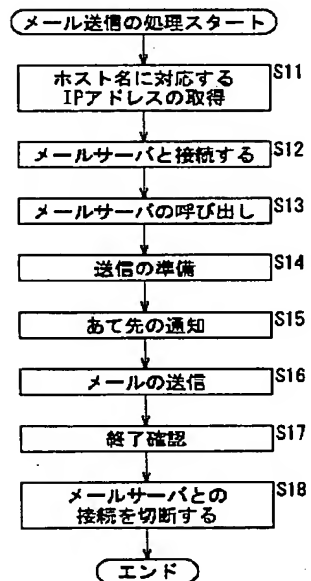 メール送信の処理スタート
ホスト名に対応する S11
IPアドレスの取得
メールサーバと接続する S12
メールサーバの呼び出し S13
送信の準備 S14
あて先の通知 S15
メールの送信 S16
終了確認 S17
メールサーバとの S18
接続を切断する
エンド